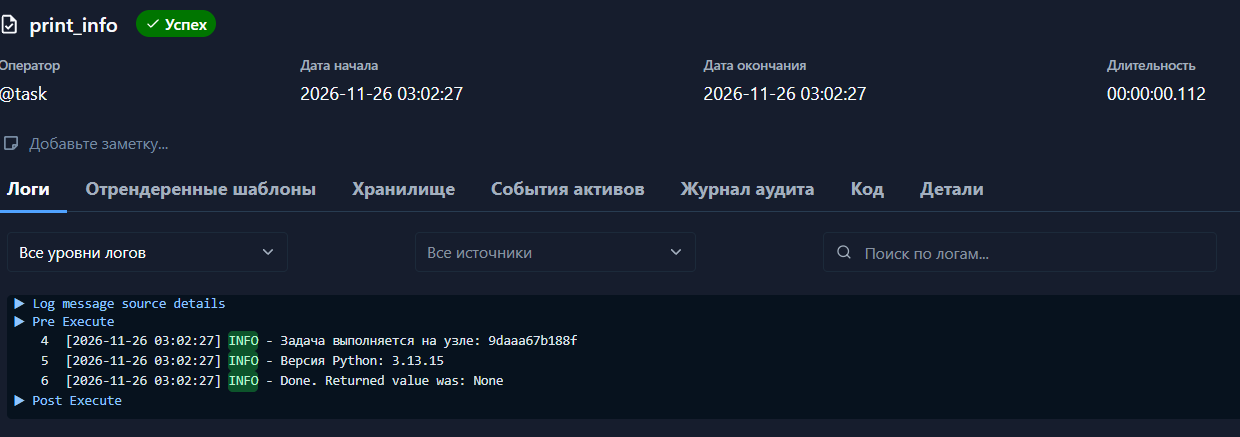 print_info Успех
Оператор Дата начала Дата окончания Длительность
@task 2026-11-26 03:02:27 2026-11-26 03:02:27 00:00:00.112
Добавьте заметку...
Логи Отрендеренные шаблоны Хранилище События активов Журнал аудита Код Детали
Все уровни логов Все источники Поиск по логам...
Log message source details
Pre Execute
4 [2026-11-26 03:02:27] INFO - Задача выполняется на узле: 9daaa67b188f
5 [2026-11-26 03:02:27] INFO - Версия Python: 3.13.15
6 [2026-11-26 03:02:27] INFO - Done. Returned value was: None
Post Execute